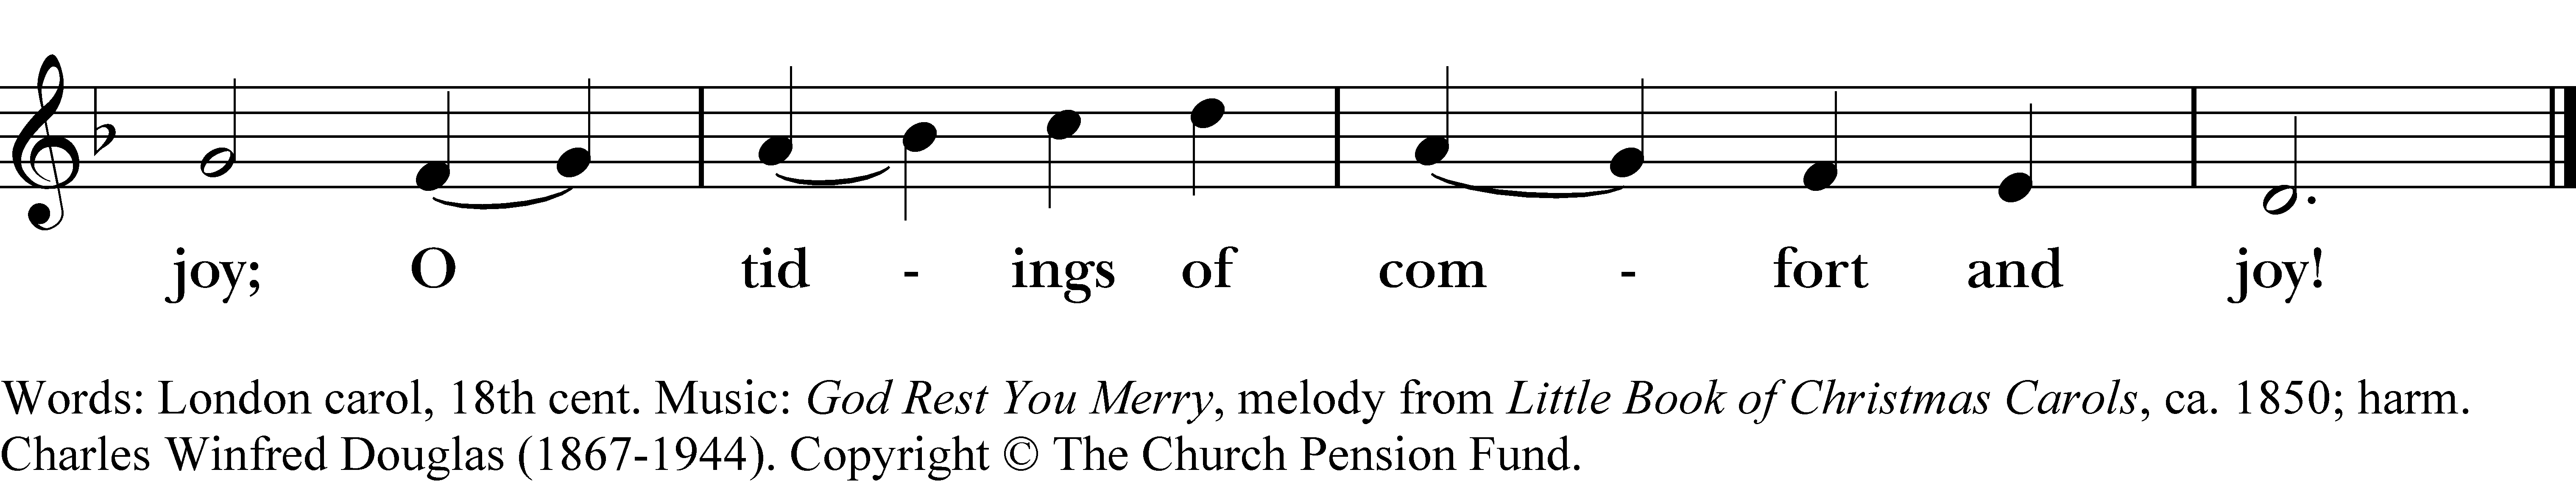 joy; O tid - ings of com - fort and joy!
Words: London carol, 18th cent. Music: God Rest You Merry, melody from Little Book of Christmas Carols, ca. 1850; harm.
Charles Winfred Douglas (1867-1944). Copyright © The Church Pension Fund.